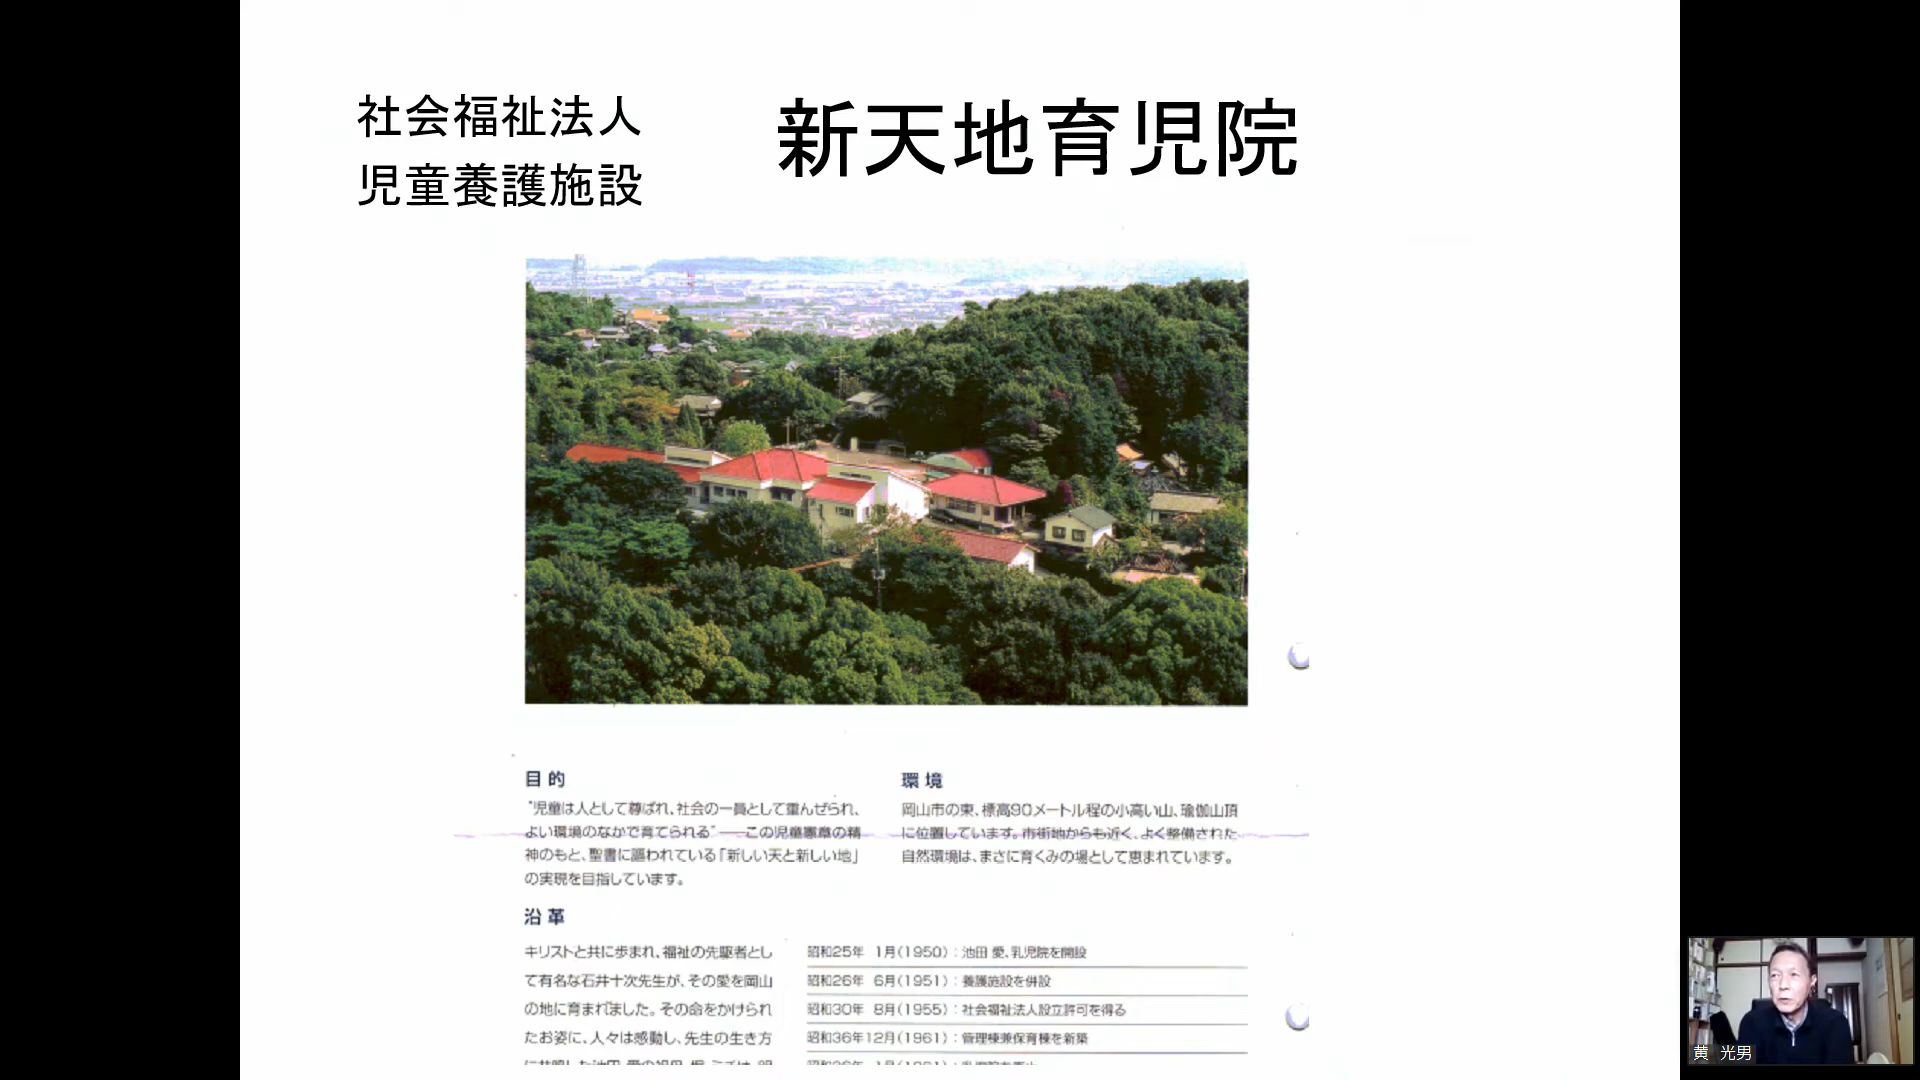 社会福祉法人
児童養護施設
新天地育児院
目的
"児童は人として尊ばれ、社会の一員として重んぜられ、
よい環境のなかで育てられる"──この児童憲章の精
神のもと、聖書に謳われている「新しい天と新しい地」
の実現を目指しています。
環境
岡山市の東、標高90メートル程の小高い山、瑜伽山頂
に位置しています。市街地からも近く、よく整備された
自然環境は、まさに育くみの場として恵まれています。
沿革
キリストと共に歩まれ、福祉の先駆者とし
て有名な石井十次先生が、その愛を岡山
の地に育まれました。その命をかけられ
たお姿に、人々は感動し、先生の生き方
昭和25年 1月(1950):池田 愛、乳児院を開設
昭和26年 6月(1951):養護施設を併設
昭和30年 8月(1955):社会福祉法人設立許可を得る
昭和36年12月(1961):管理棟兼保育棟を新築
黄 光男